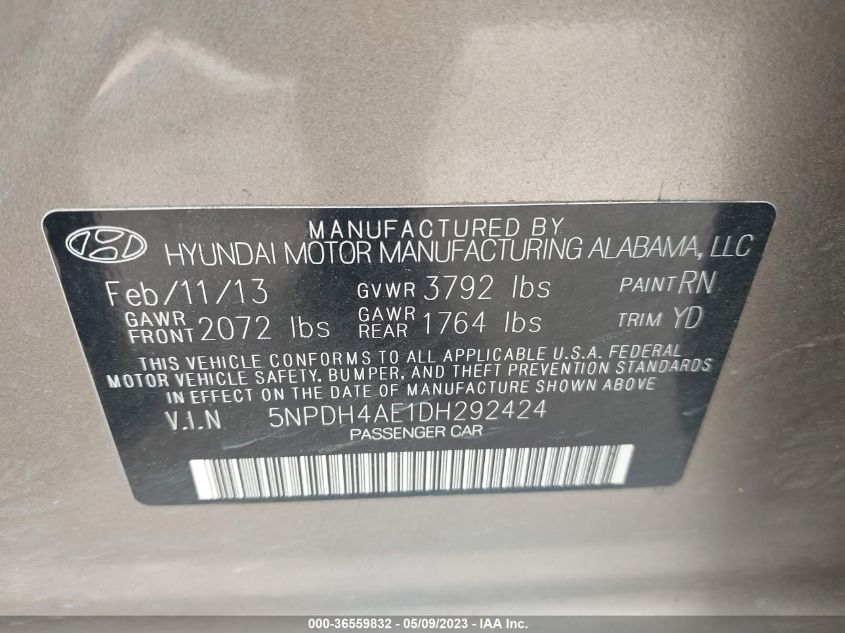 MANUFACTURED BY
HYUNDAI MOTOR MANUFACTURING ALABAMA, LLC
Feb/11/13 GVWR 3792 lbs PAINT RN
GAWR FRONT 2072 lbs GAWR REAR 1764 lbs TRIM YD
THIS VEHICLE CONFORMS TO ALL APPLICABLE U.S.A. FEDERAL
MOTOR VEHICLE SAFETY, BUMPER, AND THEFT PREVENTION STANDARDS
IN EFFECT ON THE DATE OF MANUFACTURE SHOWN ABOVE
V.I.N 5NPDH4AE1DH292424
PASSENGER CAR
000-36559832 - 05/09/2023 - IAA Inc.